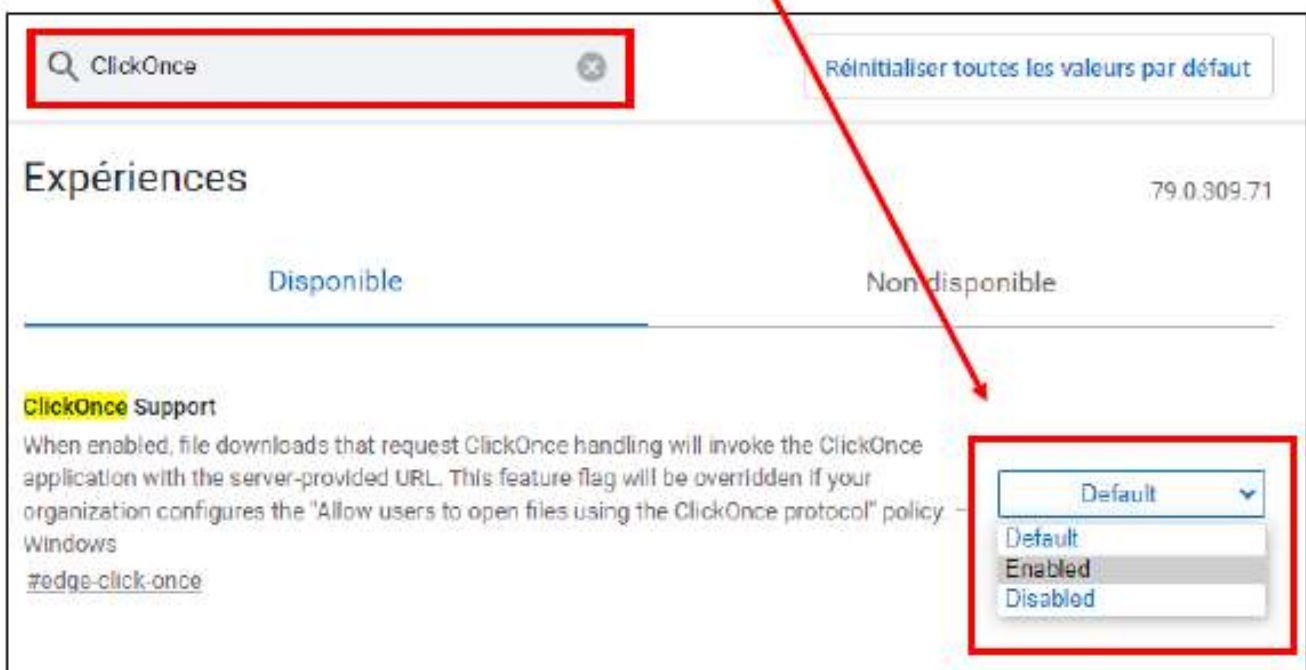 ClickOnce
Réinitialiser toutes les valeurs par défaut
Expériences
79.0.309.71
Disponible
Non disponible
ClickOnce Support
When enabled, file downloads that request ClickOnce handling will invoke the ClickOnce
application with the server-provided URL. This feature flag will be overridden if your
organization configures the "Allow users to open files using the ClickOnce protocol" policy –
Windows
#edge-click-once
Default
Default
Enabled
Disabled